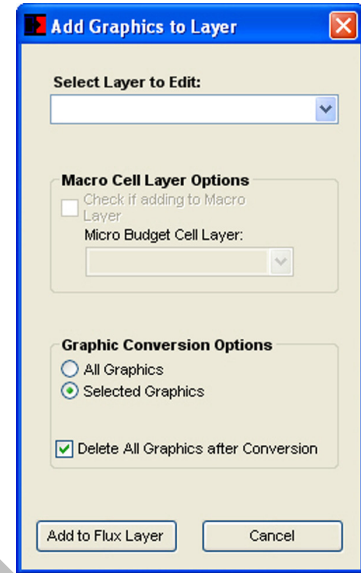 Add Graphics to Layer
Select Layer to Edit:
Macro Cell Layer Options
Check if adding to Macro
Layer
Micro Budget Cell Layer:
Graphic Conversion Options
All Graphics
Selected Graphics
Delete All Graphics after Conversion
Add to Flux Layer Cancel